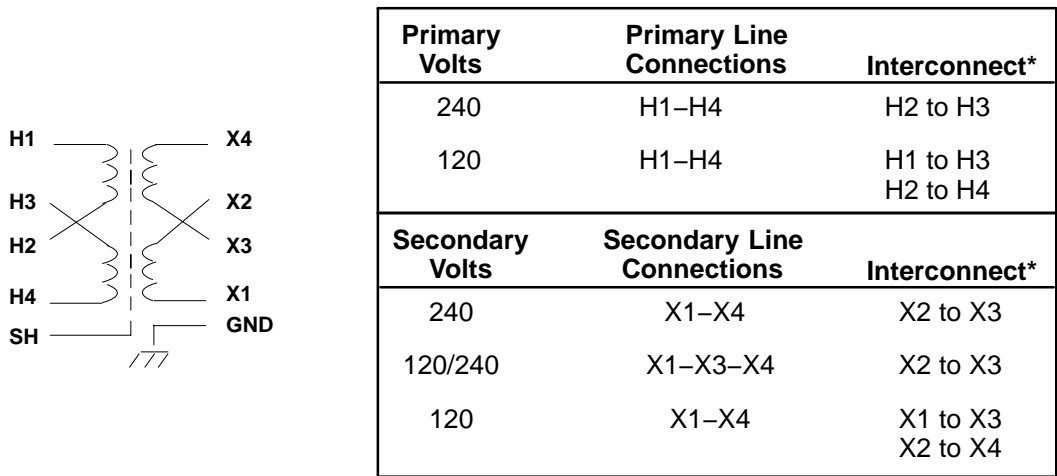 H1
X4
H3
X2
H2
X3
H4
X1
SH
GND
Primary Volts
Primary Line Connections
Interconnect*
240 H1–H4 H2 to H3
120 H1–H4 H1 to H3
H2 to H4
Secondary Volts
Secondary Line Connections
Interconnect*
240 X1–X4 X2 to X3
120/240 X1–X3–X4 X2 to X3
120 X1–X4 X1 to X3
X2 to X4